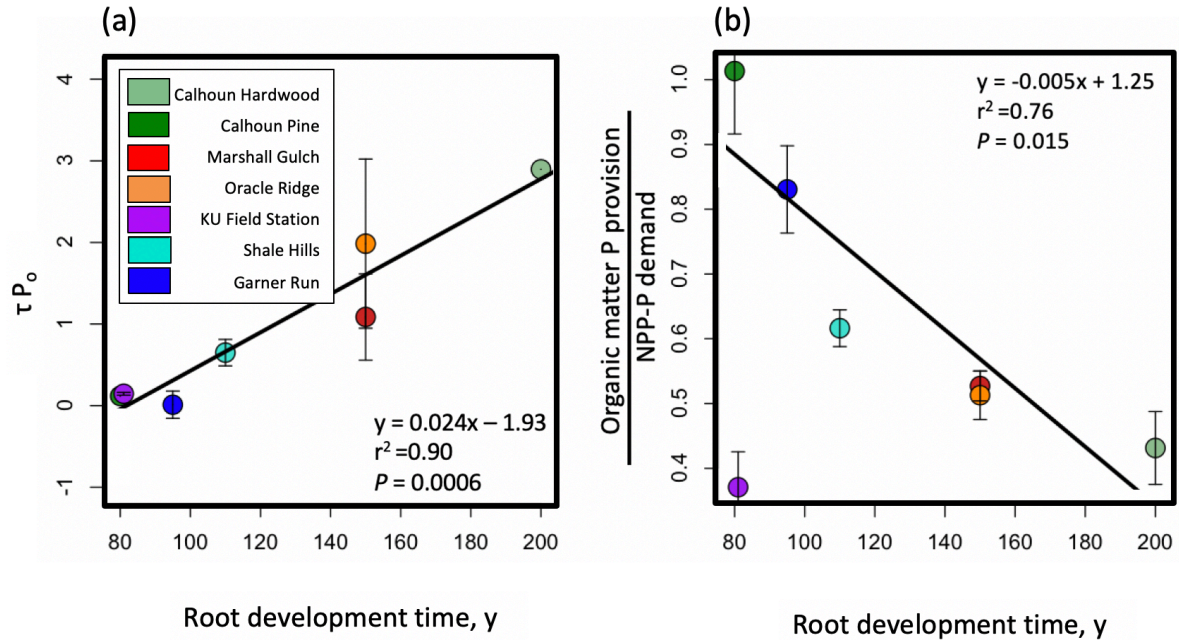 (a)
4
3
2
1
0
-1
τ Pₒ
Calhoun Hardwood
Calhoun Pine
Marshall Gulch
Oracle Ridge
KU Field Station
Shale Hills
Garner Run
y = 0.024x – 1.93
r² =0.90
P = 0.0006
80 100 120 140 160 180 200
Root development time, y
(b)
1.0
0.9
0.8
0.7
0.6
0.5
0.4
Organic matter P provision
NPP-P demand
y = -0.005x + 1.25
r² =0.76
P = 0.015
80 100 120 140 160 180 200
Root development time, y